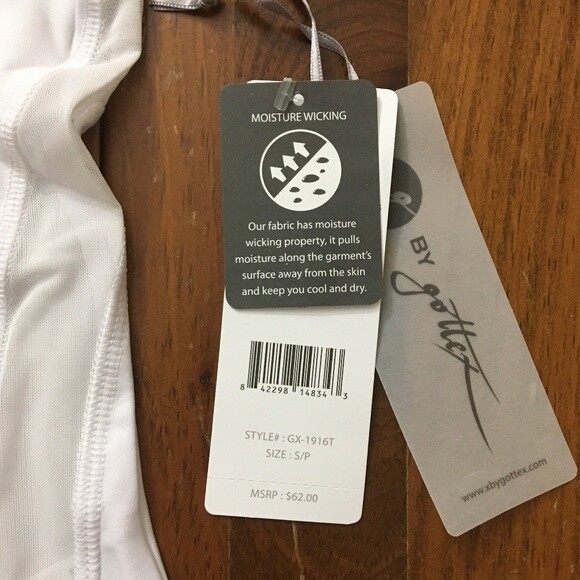 MOISTURE WICKING
Our fabric has moisture
wicking property, it pulls
moisture along the garment's
surface away from the skin
and keep you cool and dry.
8 42298 14834 3
STYLE# : GX-1916T
SIZE : S/P
MSRP : $62.00
BY
gottex
www.xbygottex.com